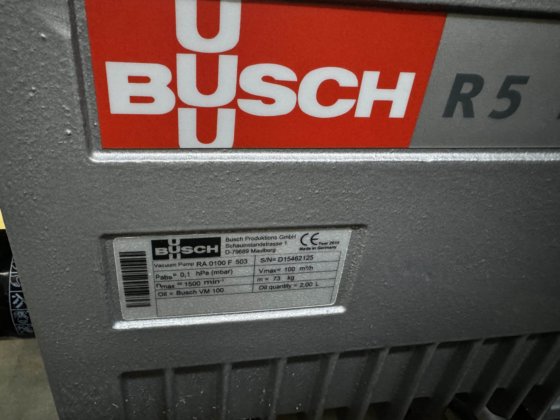 BUSCH
R 5
BUSCH
Busch Produktions GmbH
Schauinslandstrasse 1
D-79689 Maulburg
CE Year 2015
Made in Germany
Vacuum Pump RA 0100 F 503
S/N= D15462125
Pabs = 0,1 hPa (mbar)
Vmax= 100 m³/h
nmax= 1500 min⁻¹
m = 73 kg
Oil = Busch VM 100
Oil quantity = 2.00 L